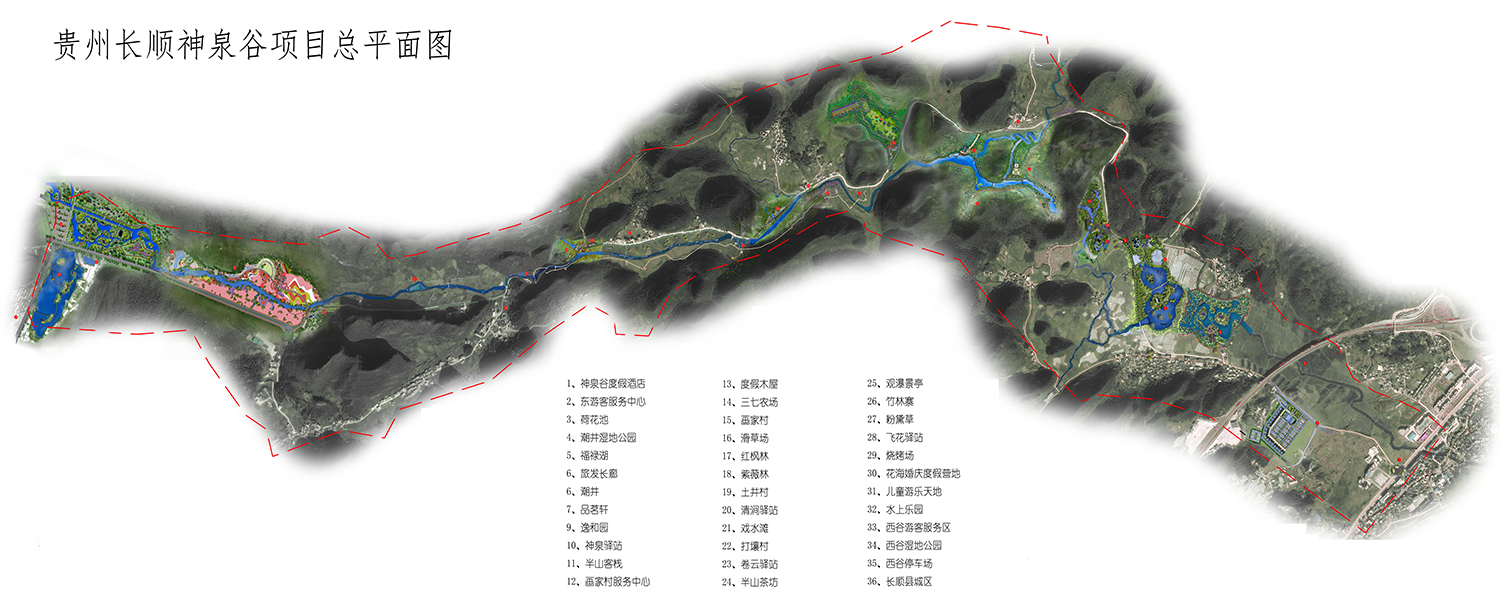 贵州长顺神泉谷项目总平面图
1、神泉谷度假酒店
2、东游客服务中心
3、荷花池
4、潮井湿地公园
5、福禄湖
6、旅发长廊
6、潮井
7、品茗轩
9、逸和园
10、神泉驿站
11、半山客栈
12、画家村服务中心
13、度假木屋
14、三七农场
15、画家村
16、滑草场
17、红枫林
18、紫薇林
19、土井村
20、清涧驿站
21、戏水滩
22、打壤村
23、卷云驿站
24、半山茶坊
25、观瀑景亭
26、竹林寨
27、粉黛草
28、飞花驿站
29、烧烤场
30、花海婚庆度假营地
31、儿童游乐天地
32、水上乐园
33、西谷游客服务区
34、西谷湿地公园
35、西谷停车场
36、长顺县城区